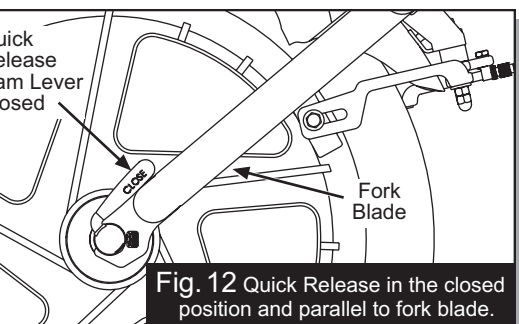 uick
elease
am Lever
osed
CLOSE
Fork
Blade
Fig. 12 Quick Release in the closed
position and parallel to fork blade.